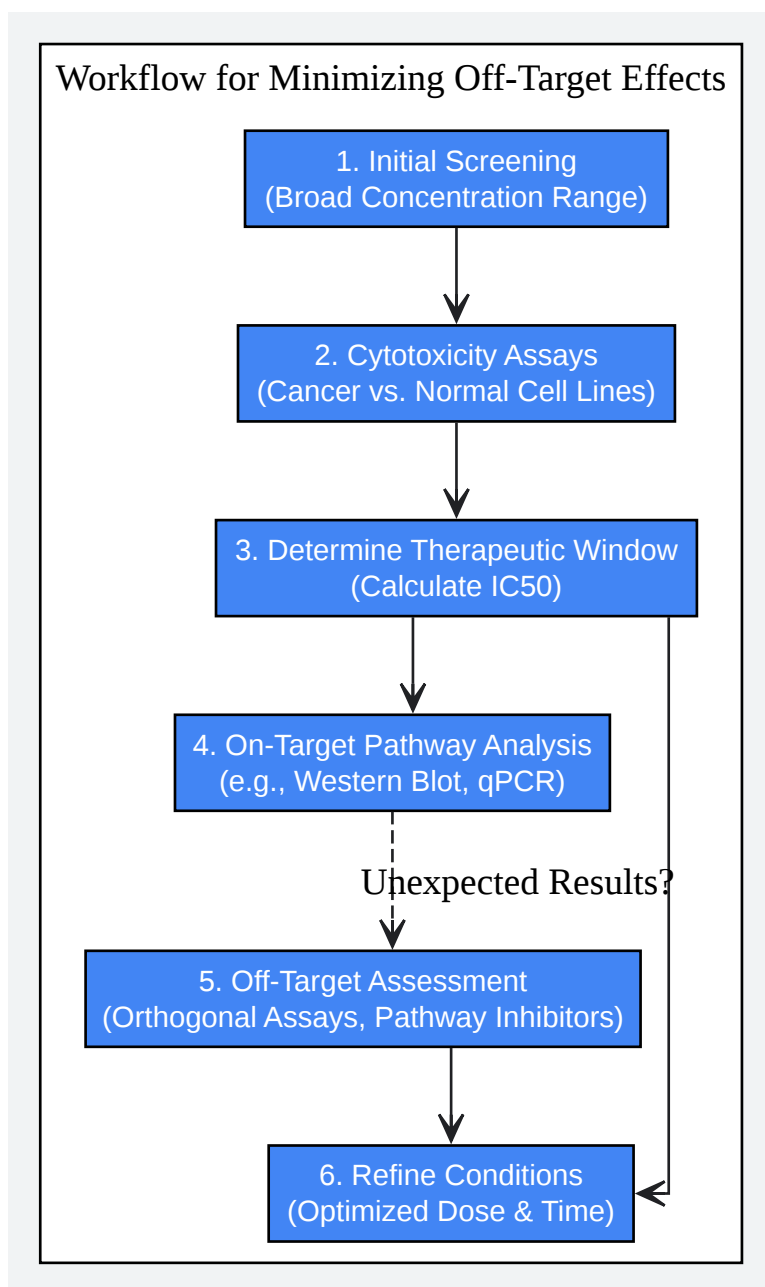 Workflow for Minimizing Off-Target Effects
1. Initial Screening
(Broad Concentration Range)
2. Cytotoxicity Assays
(Cancer vs. Normal Cell Lines)
3. Determine Therapeutic Window
(Calculate IC50)
4. On-Target Pathway Analysis
(e.g., Western Blot, qPCR)
Unexpected Results?
5. Off-Target Assessment
(Orthogonal Assays, Pathway Inhibitors)
6. Refine Conditions
(Optimized Dose & Time)